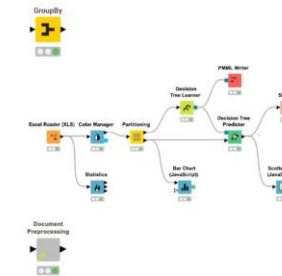 GroupBy
PMML Writer
Decision
Tree Learner
Excel Reader (XLS) Color Manager Partitioning
Decision Tree
Predictor
Statistics
Bar Chart
(JavaScript)
Document
Preprocessing